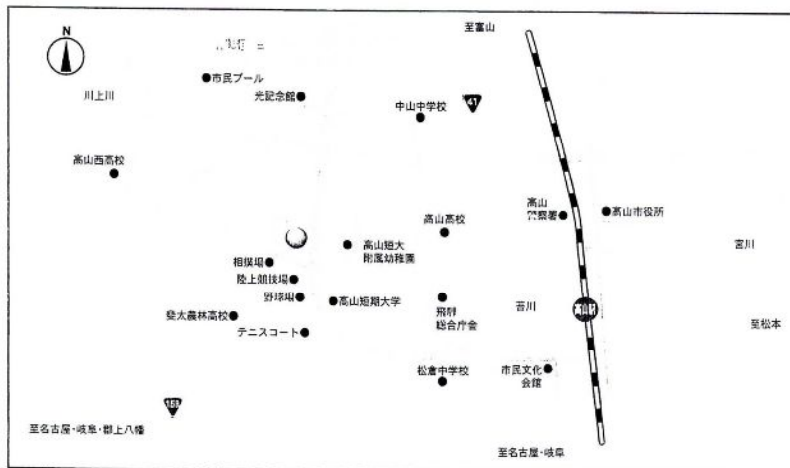 至富山
N
市民プール
川上川
光記念館
中山中学校
41
高山西高校
高山
警察署
高山市役所
高山高校
宮川
高山短大
附属幼稚園
相撲場
陸上競技場
野球場
高山短期大学
飛騨
総合庁舎
苔川
高山駅
斐太農林高校
テニスコート
至松本
松倉中学校
市民文化
会館
158
至名古屋・岐阜・郡上八幡
至名古屋・岐阜